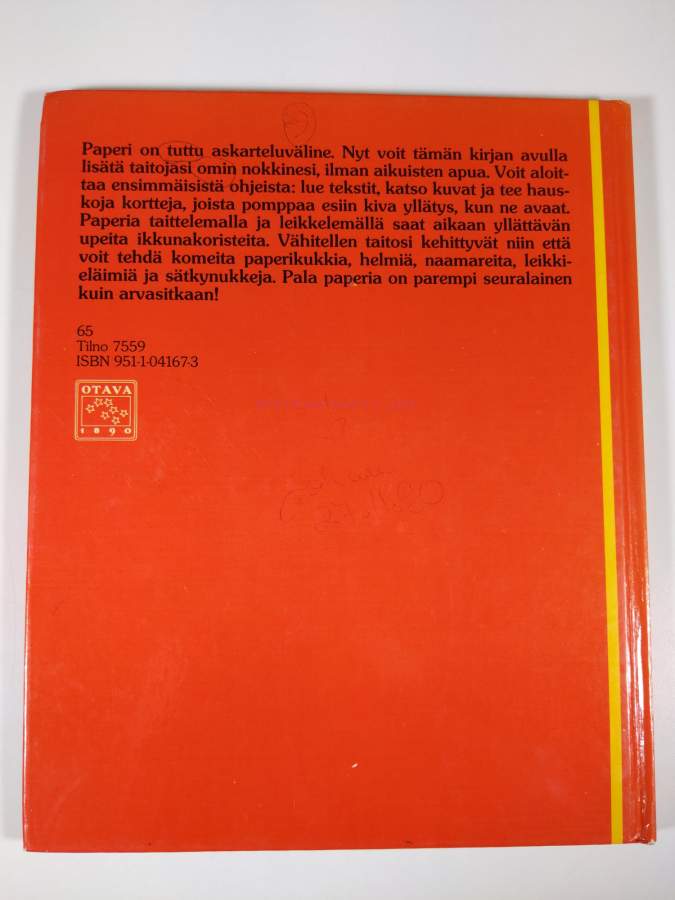 Paperi on tuttu askarteluväline. Nyt voit tämän kirjan avulla
lisätä taitojasi omin nokkinesi, ilman aikuisten apua. Voit aloit-
taa ensimmäisistä ohjeista: lue tekstit, katso kuvat ja tee haus-
koja kortteja, joista pomppaa esiin kiva yllätys, kun ne avaat.
Paperia taittelemalla ja leikkelemällä saat aikaan yllättävän
upeita ikkunakoristeita. Vähitellen taitosi kehittyvät niin että
voit tehdä komeita paperikukkia, helmiä, naamareita, leikki-
eläimiä ja sätkynukkeja. Pala paperia on parempi seuralainen
kuin arvasitkaan!
65
Tilno 7559
ISBN 951-1-04167-3
OTAVA
1890